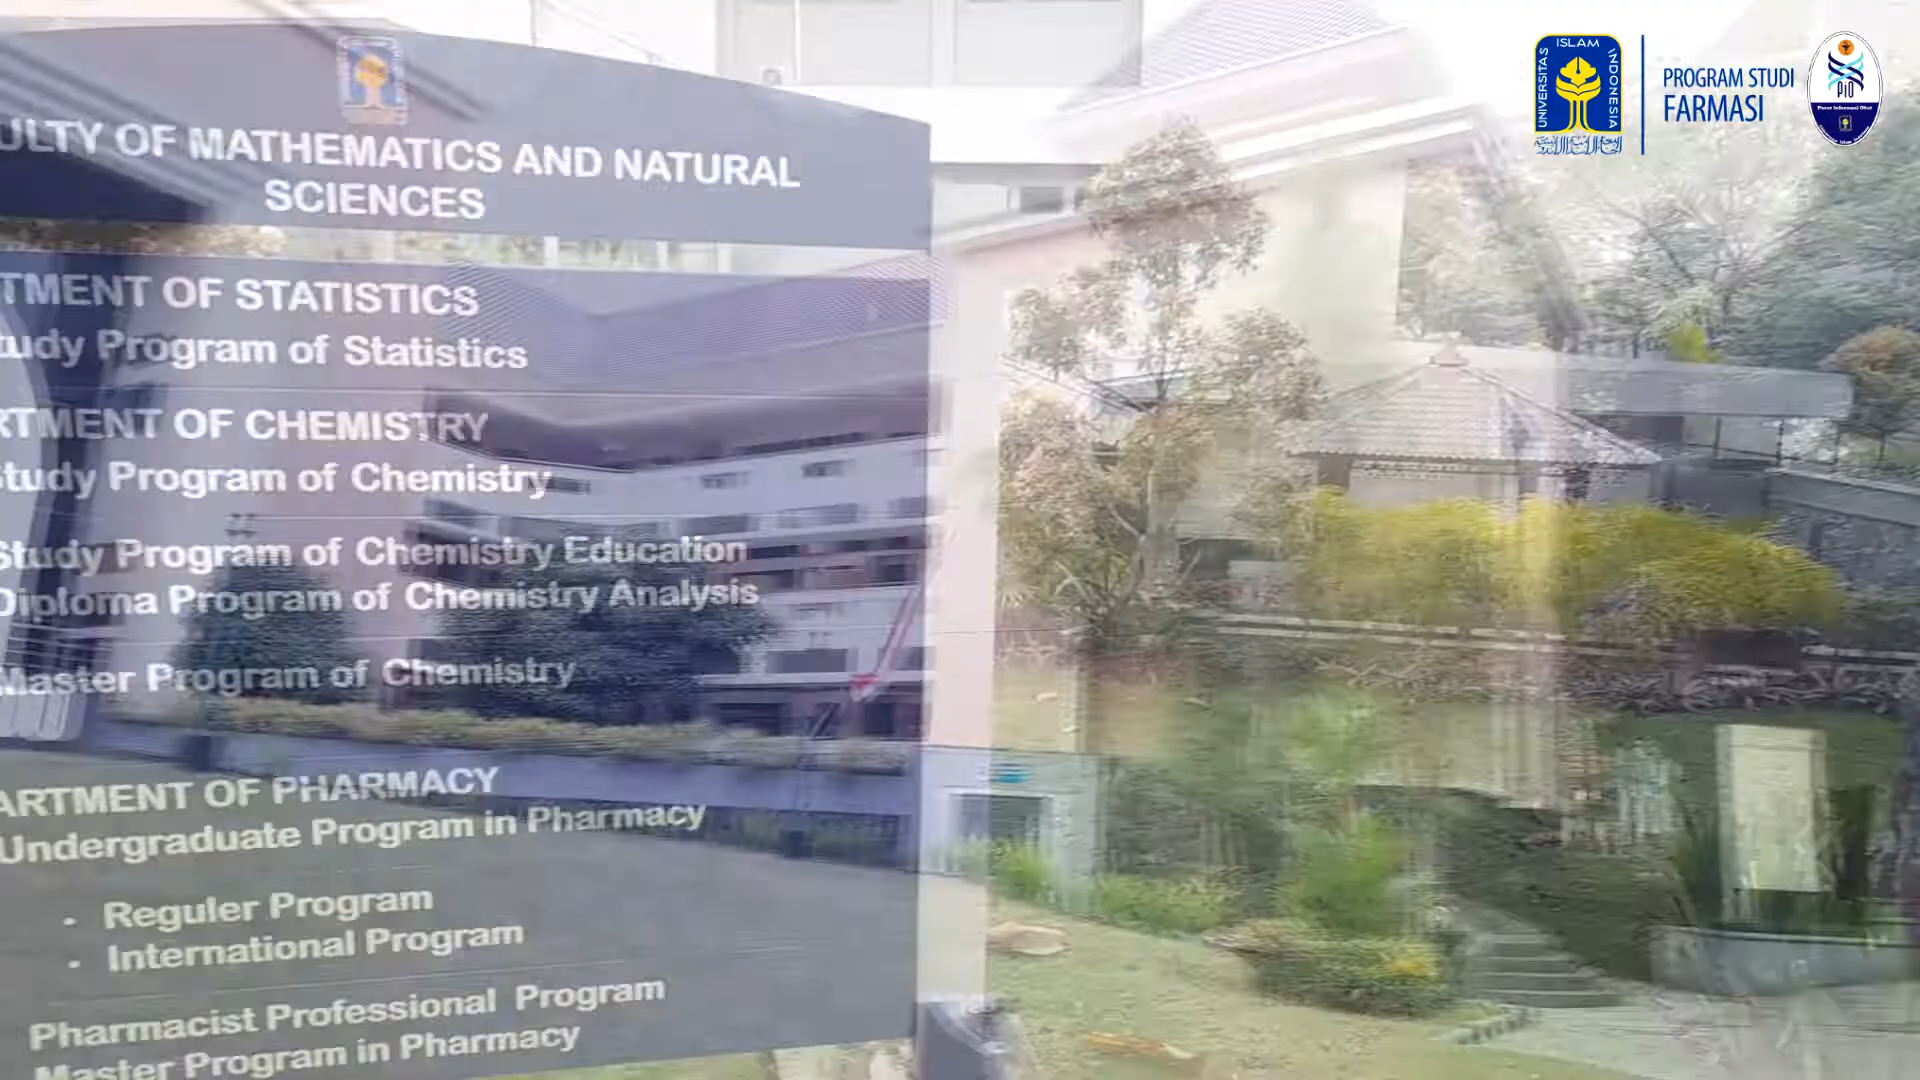 ULTY OF MATHEMATICS AND NATURAL
SCIENCES
TMENT OF STATISTICS
tudy Program of Statistics
RTMENT OF CHEMISTRY
Study Program of Chemistry
Study Program of Chemistry Education
Diploma Program of Chemistry Analysis
Master Program of Chemistry
ARTMENT OF PHARMACY
Undergraduate Program in Pharmacy
• Reguler Program
• International Program
Pharmacist Professional Program
Master Program in Pharmacy
UNIVERSITAS ISLAM INDONESIA
PROGRAM STUDI
FARMASI
PiO
Pusat Informasi Obat